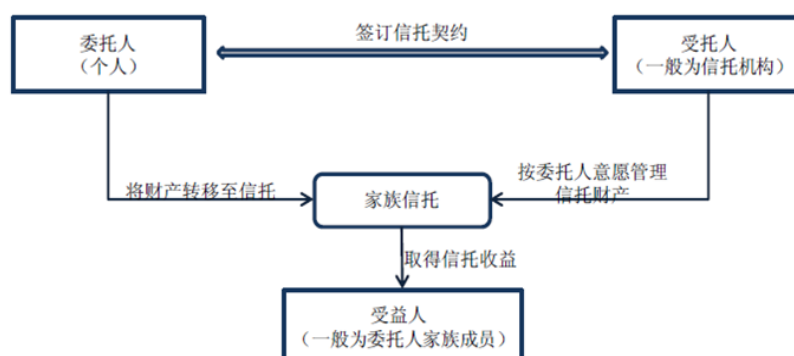 签订信托契约
委托人
（个人）
受托人
（一般为信托机构）
将财产转移至信托
家族信托
按委托人意愿管理
信托财产
取得信托收益
受益人
（一般为委托人家族成员）